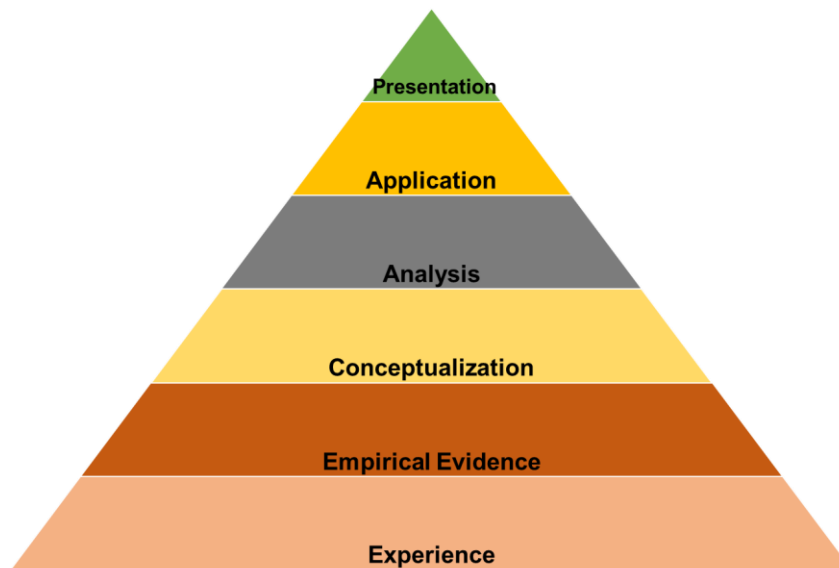 Presentation
Application
Analysis
Conceptualization
Empirical Evidence
Experience